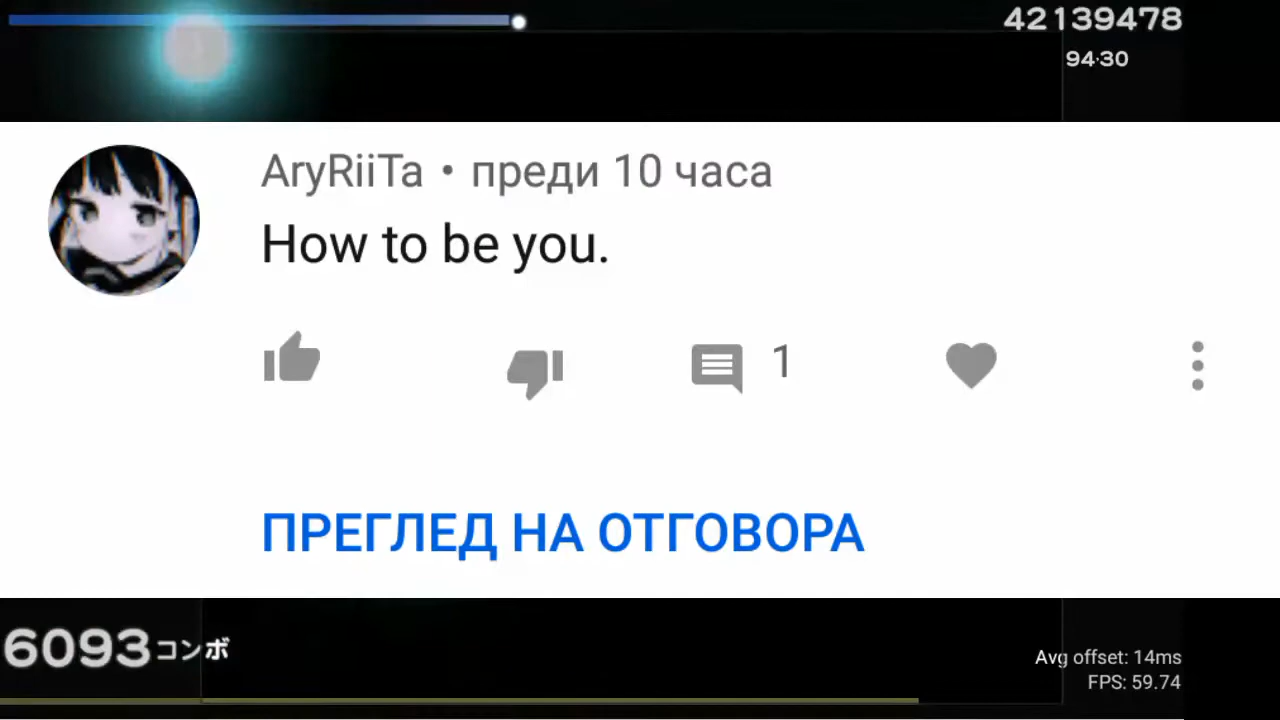 42139478
94.30
AryRiiTa • преди 10 часа
How to be you.
1
ПРЕГЛЕД НА ОТГОВОРА
6093コンボ
Avg offset: 14ms
FPS: 59.74